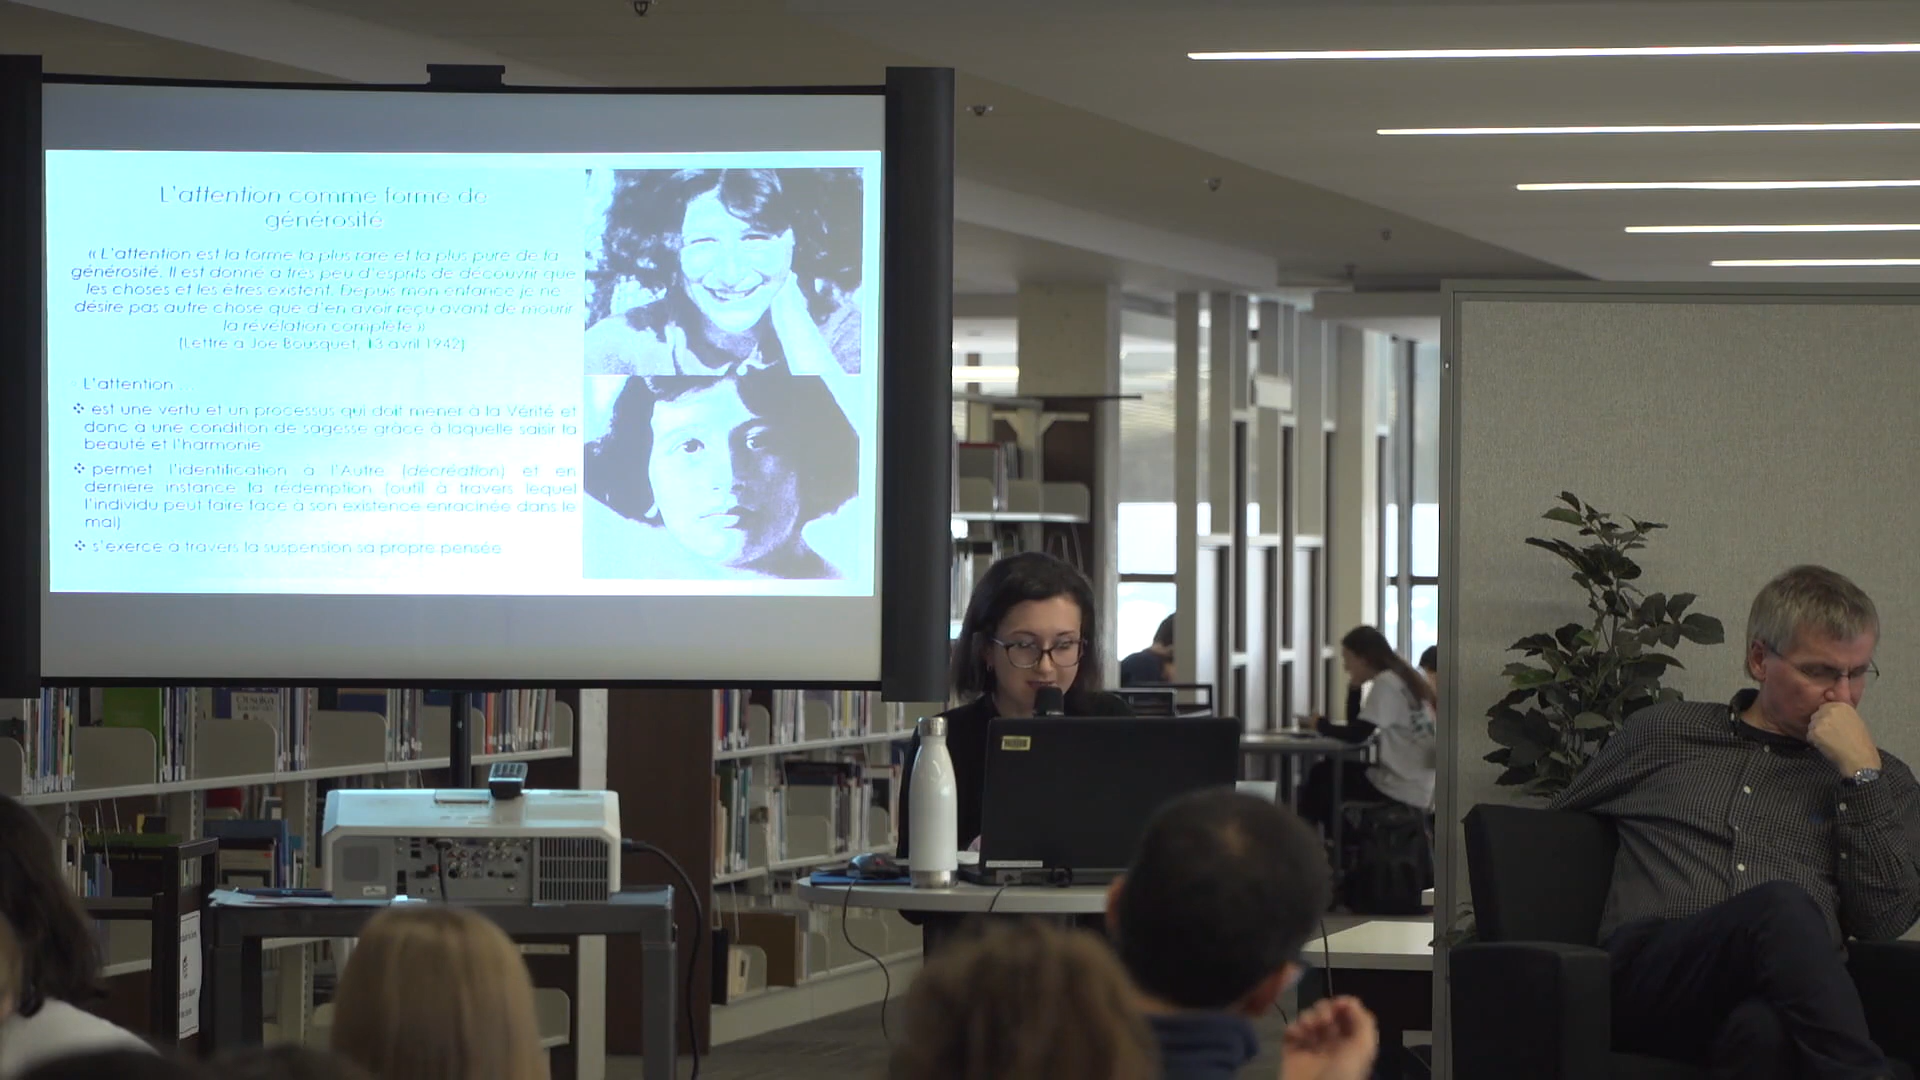 L'attention comme forme de
générosité
« L'attention est la forme la plus rare et la plus pure de la
générosité. Il est donné à très peu d'esprits de découvrir que
les choses et les êtres existent. Depuis mon enfance je ne
désire pas autre chose que d'en avoir reçu avant de mourir
la révélation complète »
(Lettre à Joe Bousquet, 13 avril 1942)
L'attention ...
❖ est une vertu et un processus qui doit mener à la Vérité et
donc à une condition de sagesse grâce à laquelle saisir la
beauté et l'harmonie
❖ permet l'identification à l'Autre (décréation) et en
dernière instance la rédemption (outil à travers lequel
l'individu peut faire face à son existence enracinée dans le
mal)
❖ s'exerce à travers la suspension sa propre pensée